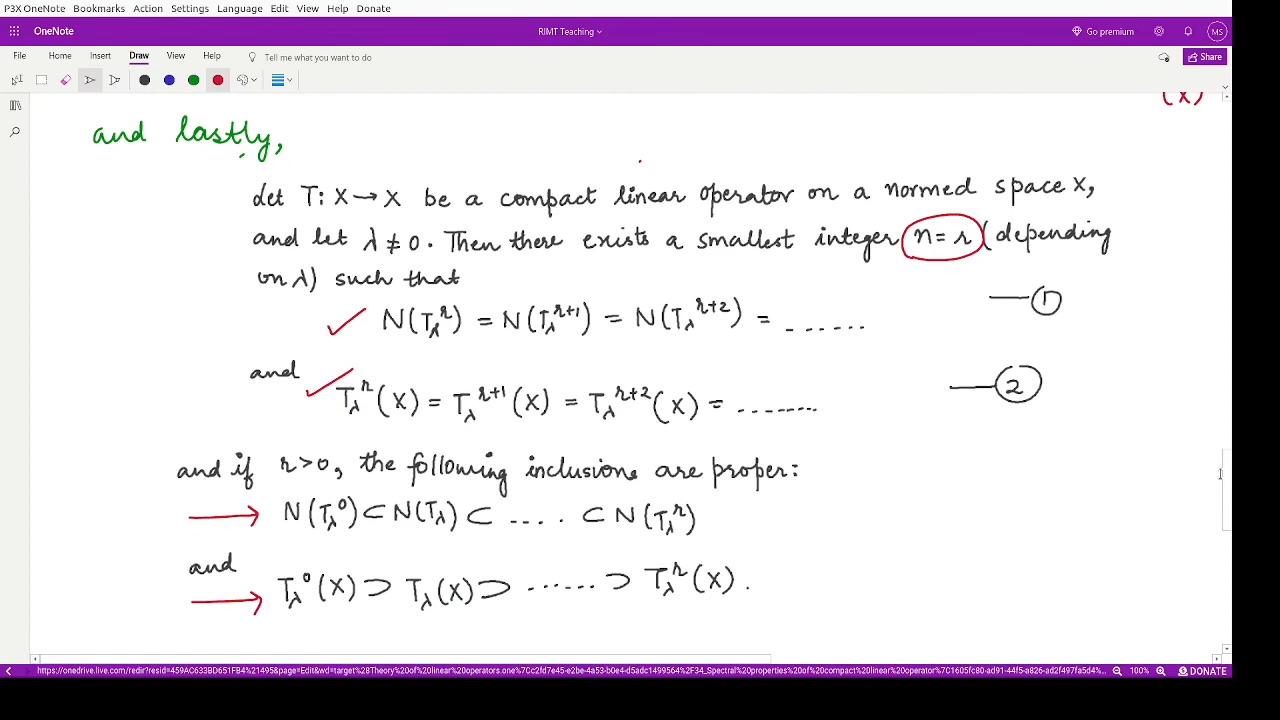 P3X OneNote Bookmarks Action Settings Language Edit View Help Donate
OneNote RIMT Teaching Go premium MS
File Home Insert Draw View Help Tell me what you want to do Share
(X)
and lastly,
Let T: X→X be a compact linear operator on a normed space X,
and let λ≠0. Then there exists a smallest integer n=r (depending
on λ) such that
N(T_λ^r) = N(T_λ^{r+1}) = N(T_λ^{r+2}) = ...... —①
and
T_λ^r(X) = T_λ^{r+1}(X) = T_λ^{r+2}(X) = ........ —②
and if r>0, the following inclusions are proper:
→ N(T_λ^0) ⊂ N(T_λ) ⊂ ..... ⊂ N(T_λ^r)
and
→ T_λ^0(X) ⊃ T_λ(X) ⊃ ....... ⊃ T_λ^r(X).
100% DONATE